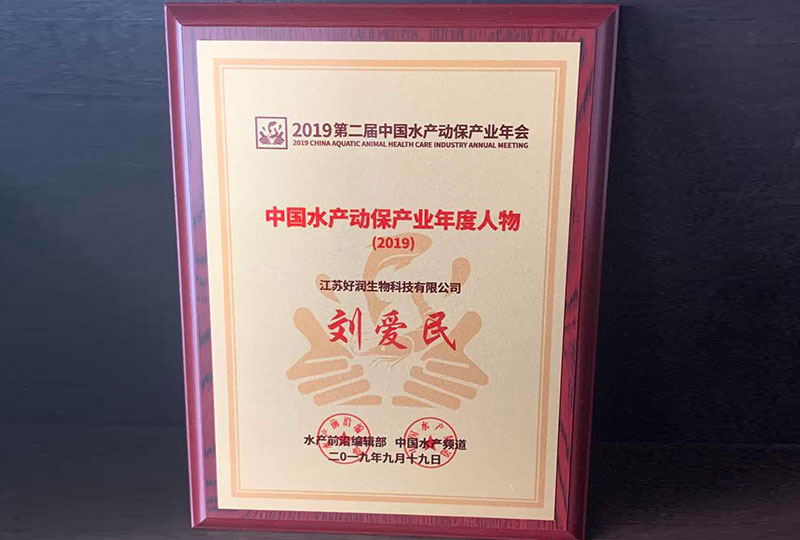 2019第二届中国水产动保产业年会
2019 CHINA AQUATIC ANIMAL HEALTH CARE INDUSTRY ANNUAL MEETING
中国水产动保产业年度人物
(2019)
江苏好润生物科技有限公司
刘爱民
水产前沿编辑部 中国水产频道
二〇一九年九月十九日